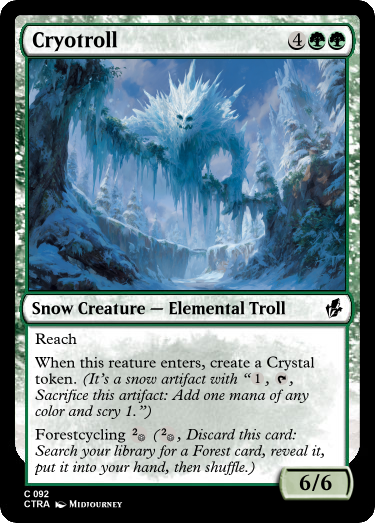 Cryotroll 4
Snow Creature — Elemental Troll
Reach
When this reature enters, create a Crystal
token. (It's a snow artifact with “1, ,
Sacrifice this artifact: Add one mana of any
color and scry 1.”)
Forestcycling 2 (2 , Discard this card:
Search your library for a Forest card, reveal it,
put it into your hand, then shuffle.)
6/6
C 092
CTRA Midjourney